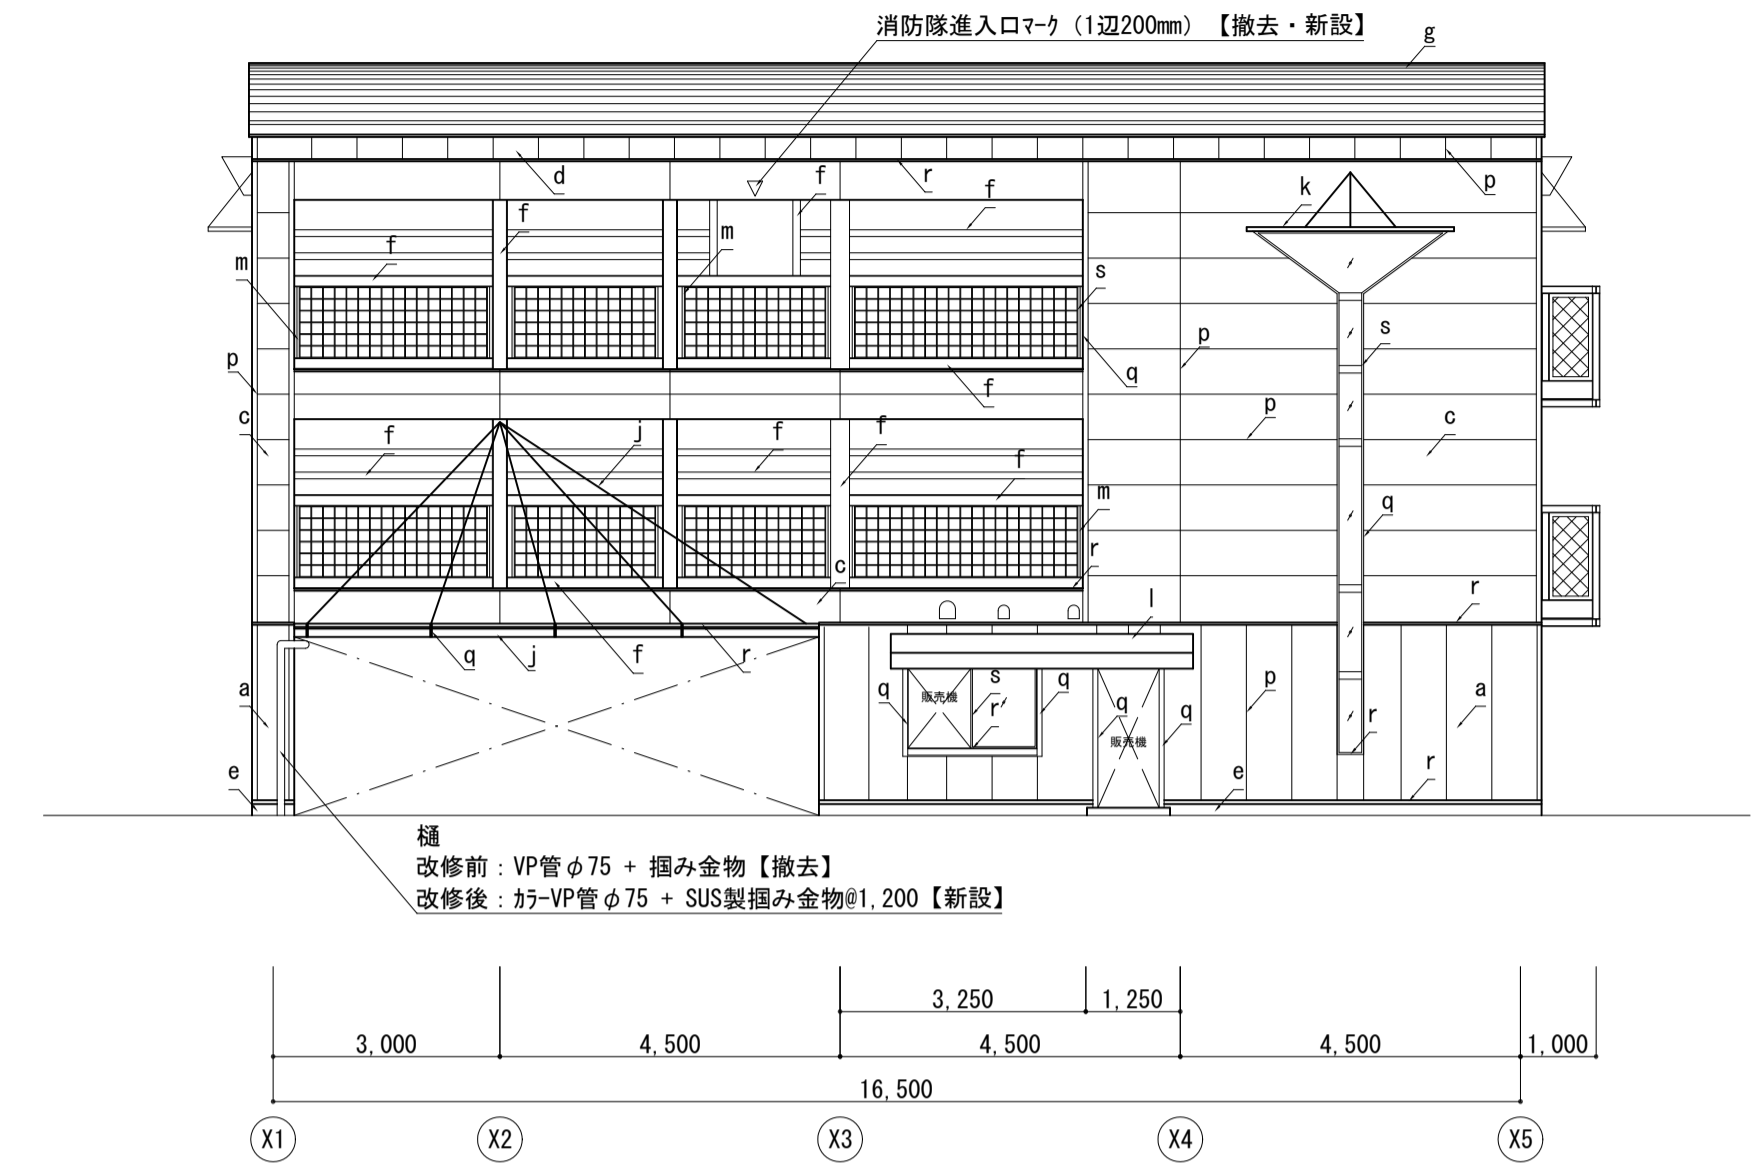 消防隊進入口ﾏｰｸ（1辺200mm）【撤去・新設】
g
d
r
p
f
f
k
f
m
f
m
f
s
p
s
p
q
f
p
c
f
j
f
f
c
f
m
q
r
c
l
r
q
j
f
r
a
q
販売機
s
r
q
q
販売機
q
p
a
r
e
e
r
樋
改修前：VP管φ75 + 掴み金物【撤去】
改修後：ｶﾗｰVP管φ75 + SUS製掴み金物@1,200【新設】
3,250
1,250
3,000
4,500
4,500
4,500
1,000
16,500
X1
X2
X3
X4
X5